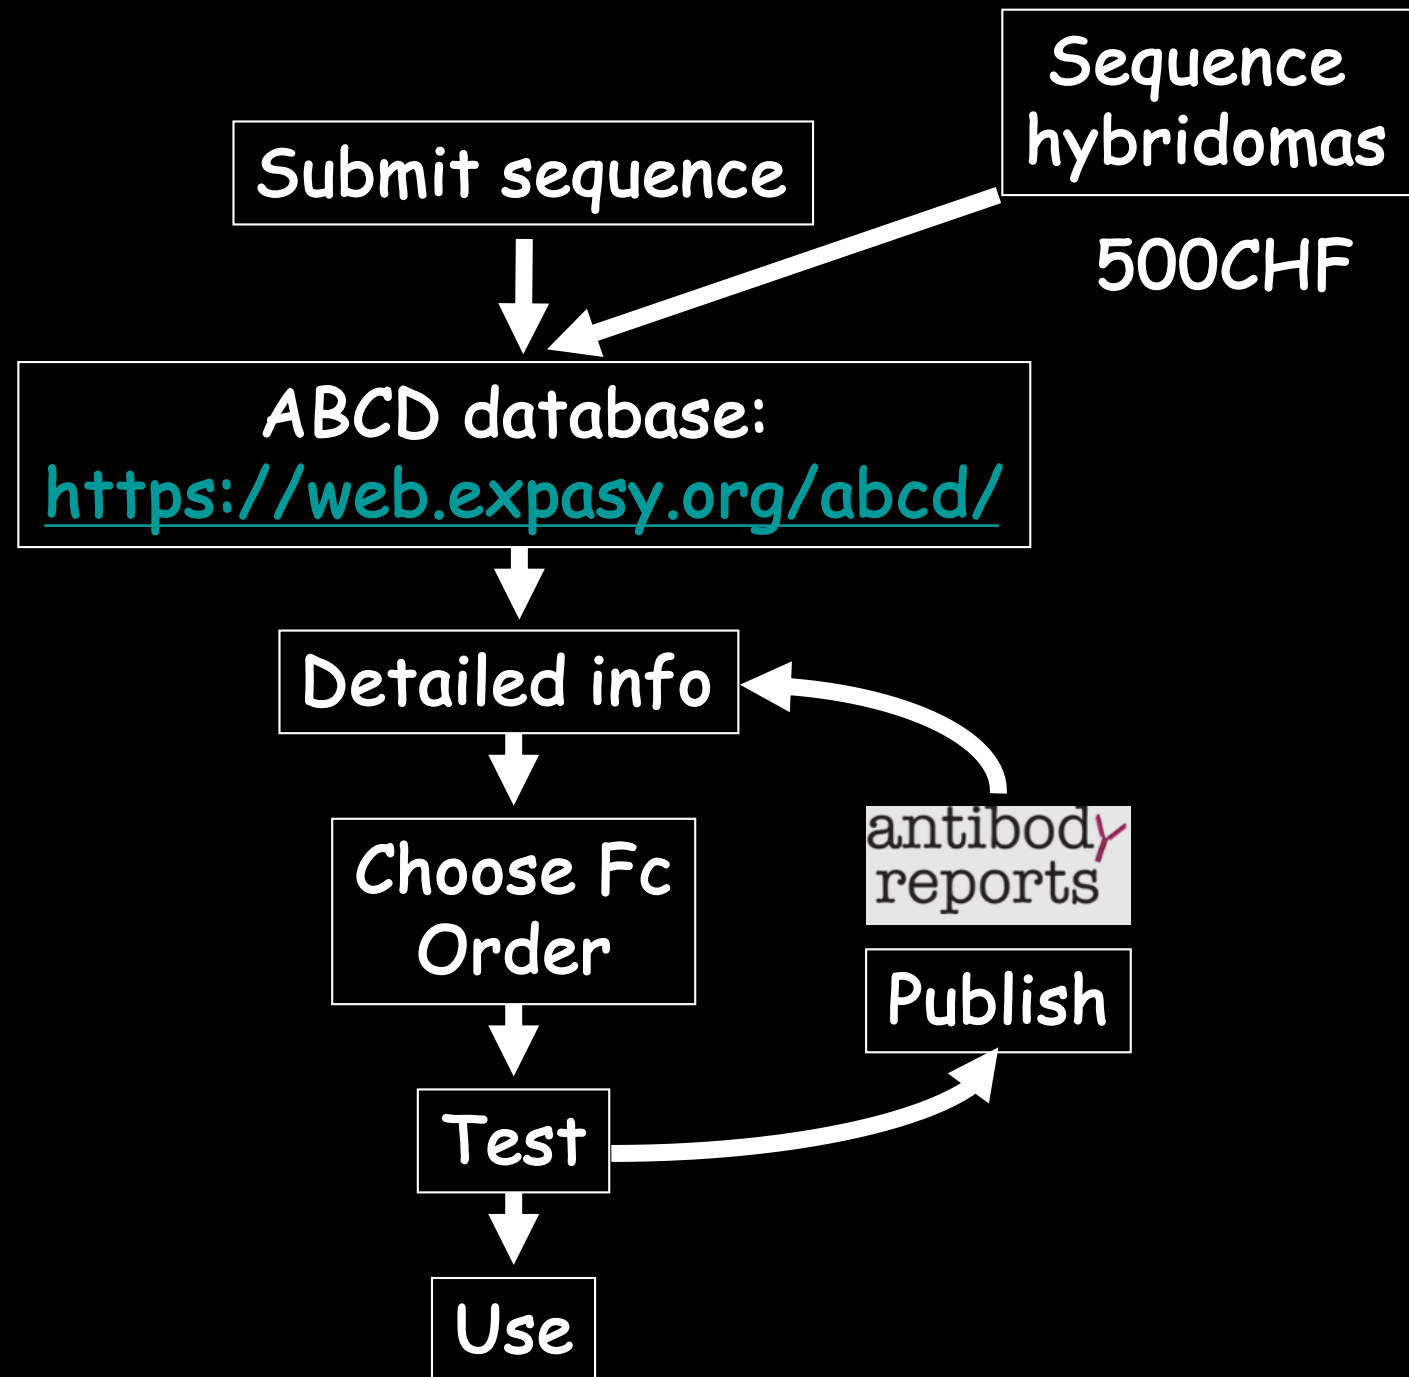 Sequence
hybridomas
Submit sequence
500CHF
ABCD database:
https://web.expasy.org/abcd/
Detailed info
Choose Fc
Order
antibody
reports
Publish
Test
Use